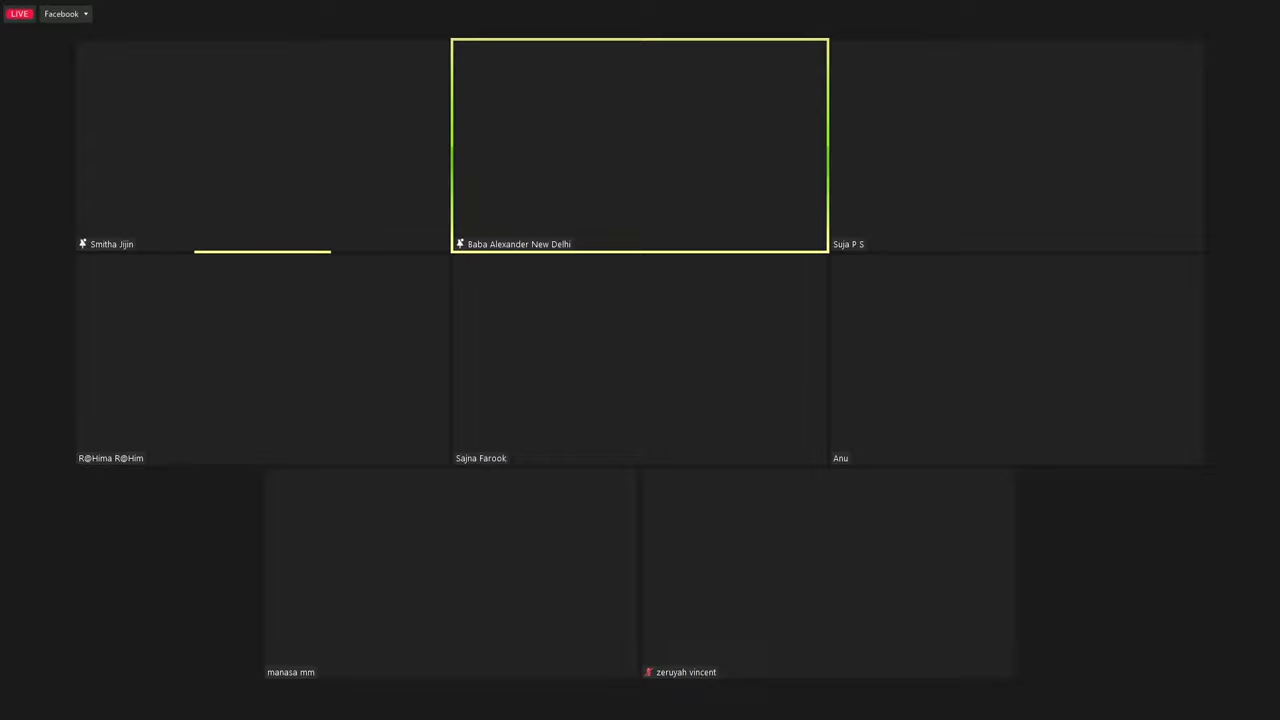 LIVE Facebook
Smitha Jijin
Baba Alexander New Delhi
Suja P S
R@Hima R@Him
Sajna Farook
Anu
manasa mm
zeruyah vincent